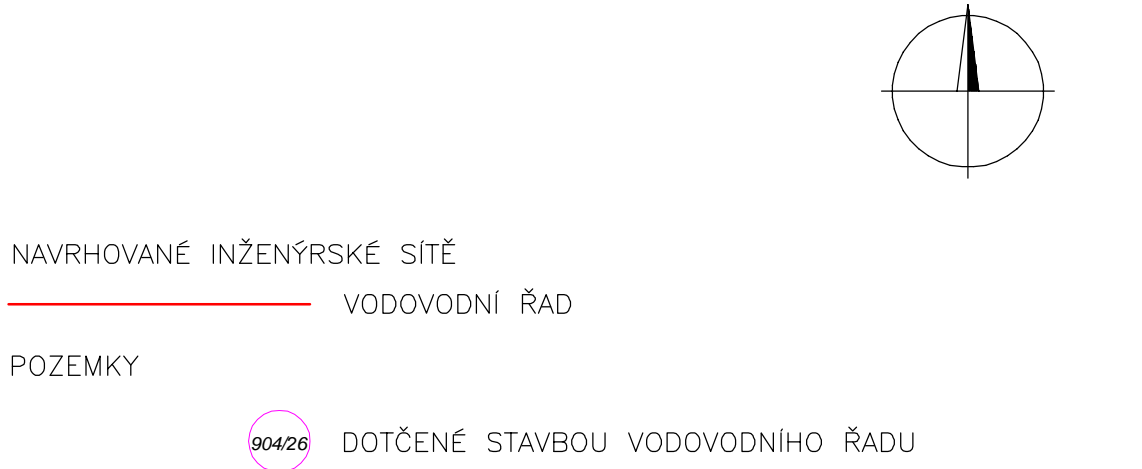 NAVRHOVANÉ INŽENÝRSKÉ SÍTĚ
VODOVODNÍ ŘAD
POZEMKY
904/26 DOTČENÉ STAVBOU VODOVODNÍHO ŘADU